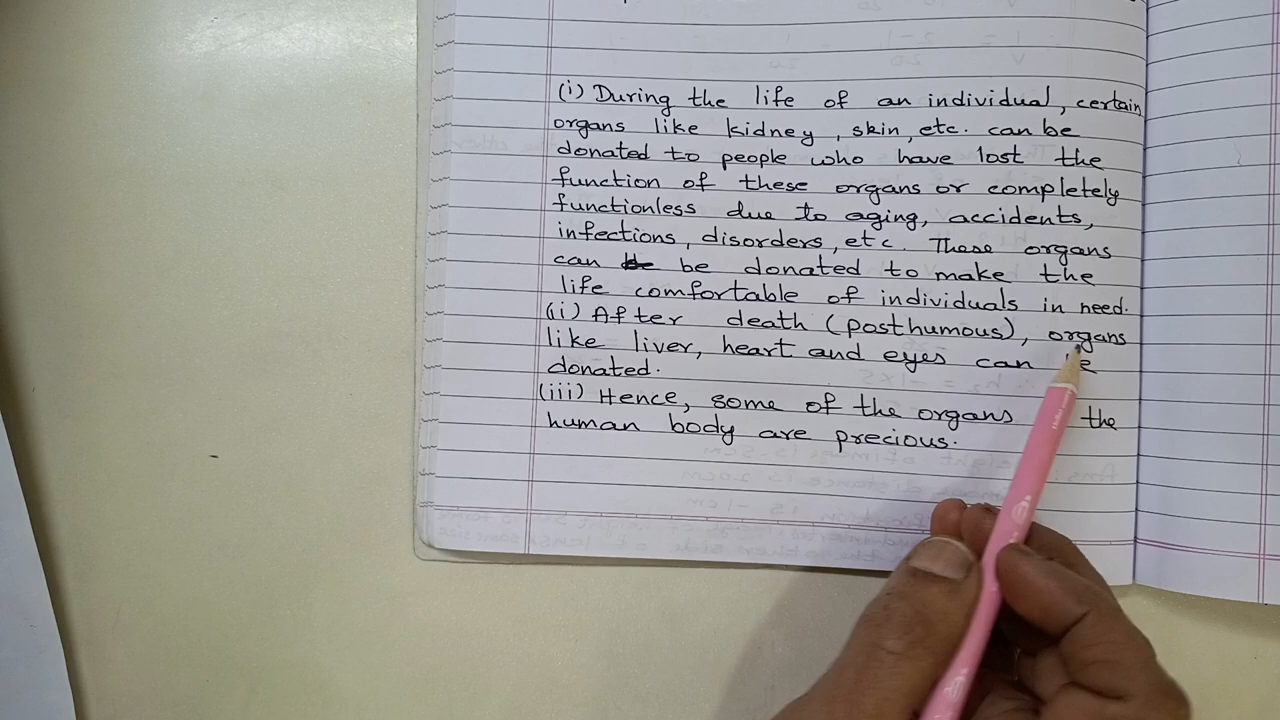 (i) During the life of an individual, certain
organs like kidney, skin, etc. can be
donated to people who have lost the
function of these organs or completely
functionless due to aging, accidents,
infections, disorders, etc. These organs
can be be donated to make the
life comfortable of individuals in need.
(ii) After death (posthumous), organs
like liver, heart and eyes can
donated.
(iii) Hence, some of the organs the
human body are precious.